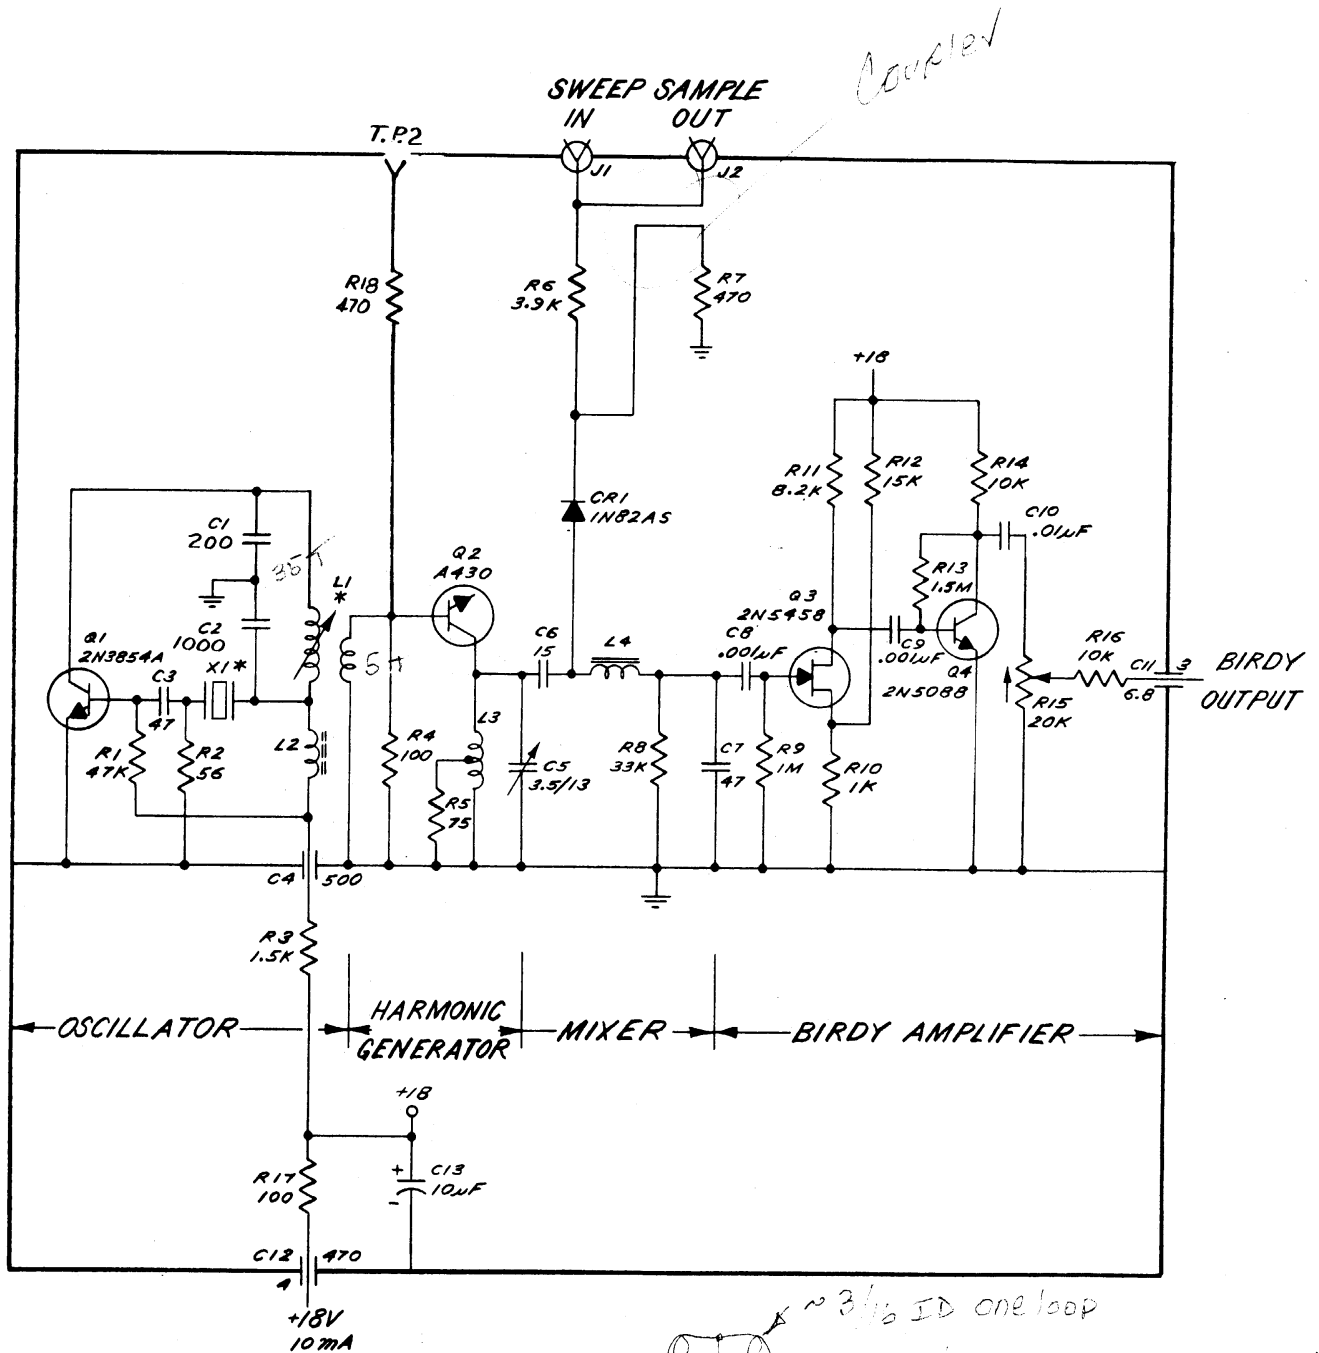 Courier
SWEEP SAMPLE
IN OUT
T.P.2
J1 J2
R18
470
R6
3.9K
R7
470
+18
R11
8.2K
R12
15K
R14
10K
CR1
1N82AS
C10
.01µF
C1
200
35T
Q2
A430
L1
*
R13
1.5M
Q3
2N5458
C2
1000
Q1
2N3854A
X1*
C3
47
5T
C6
15
L4
C8
.001µF
C9
.001µF
Q4
2N5088
R16
10K
C11
3
6.8
BIRDY
OUTPUT
R15
20K
R1
47K
R2
56
L2
R4
100
L3
R5
75
C5
3.5/13
R8
33K
C7
47
R9
1M
R10
1K
C4 500
R3
1.5K
OSCILLATOR
HARMONIC
GENERATOR
MIXER
BIRDY AMPLIFIER
+18
R17
100
+
-
C13
10µF
C12 470
4
+18V
10mA
~ 3/16 ID one loop